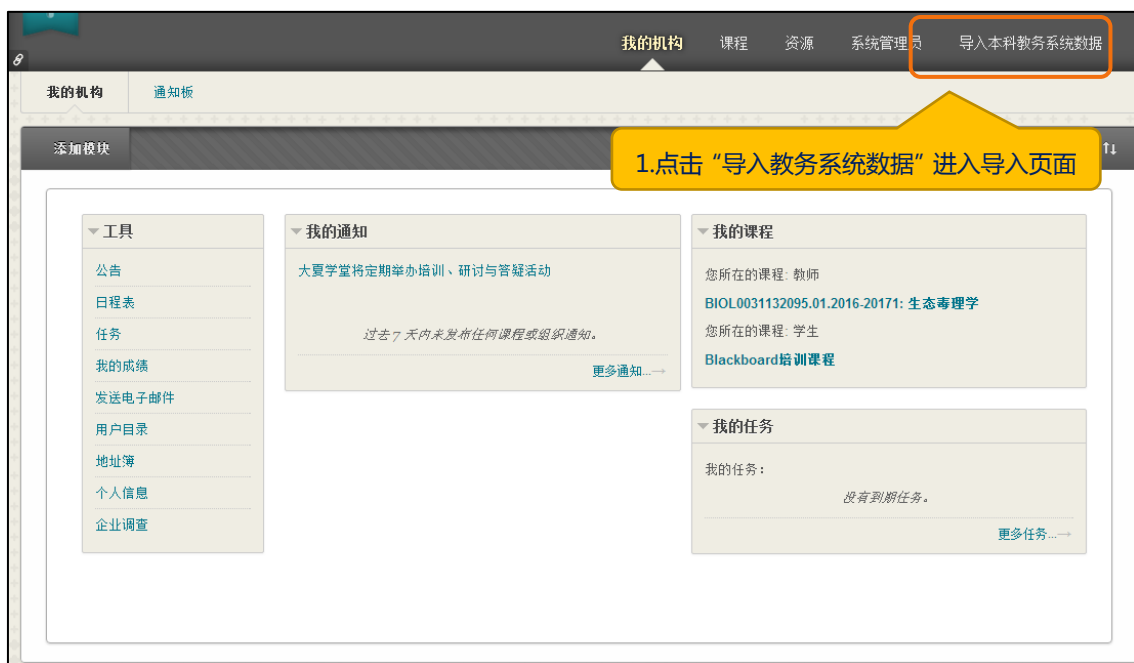 我的机构 课程 资源 系统管理员 导入本科教务系统数据
我的机构 通知板
添加模块
1.点击“导入教务系统数据”进入导入页面
工具
公告
日程表
任务
我的成绩
发送电子邮件
用户目录
地址簿
个人信息
企业调查
我的通知
大夏学堂将定期举办培训、研讨与答疑活动
过去 7 天内未发布任何课程或组织通知。
更多通知...→
我的课程
您所在的课程: 教师
BIOL0031132095.01.2016-20171: 生态毒理学
您所在的课程: 学生
Blackboard培训课程
我的任务
我的任务:
没有到期任务。
更多任务...→